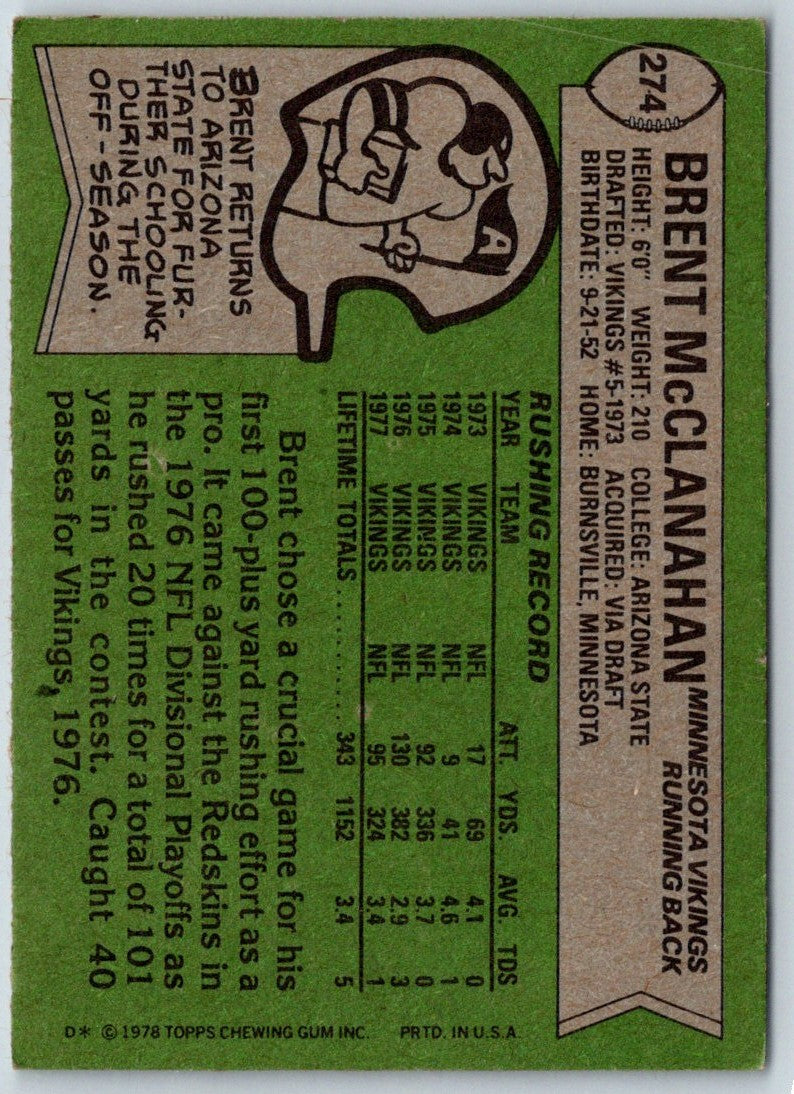 274
BRENT McCLANAHAN
MINNESOTA VIKINGS
RUNNING BACK
HEIGHT: 6'0" WEIGHT: 210 COLLEGE: ARIZONA STATE
DRAFTED: VIKINGS #5-1973 ACQUIRED: VIA DRAFT
BIRTHDATE: 9-21-52 HOME: BURNSVILLE, MINNESOTA
A
BRENT RETURNS
TO ARIZONA
STATE FOR FUR-
THER SCHOOLING
DURING THE
OFF-SEASON.
RUSHING RECORD
YEAR TEAM ATT. YDS. AVG. TDS
1973 VIKINGS NFL 17 69 4.1 0
1974 VIKINGS NFL 9 41 4.6 1
1975 VIKINGS NFL 92 336 3.7 0
1976 VIKINGS NFL 130 382 2.9 3
1977 VIKINGS NFL 95 324 3.4 1
LIFETIME TOTALS............ 343 1152 3.4 5
Brent chose a crucial game for his
first 100-plus yard rushing effort as a
pro. It came against the Redskins in
the 1976 NFL Divisional Playoffs as
he rushed 20 times for a total of 101
yards in the contest. Caught 40
passes for Vikings, 1976.
D* © 1978 TOPPS CHEWING GUM INC. PRTD. IN U.S.A.